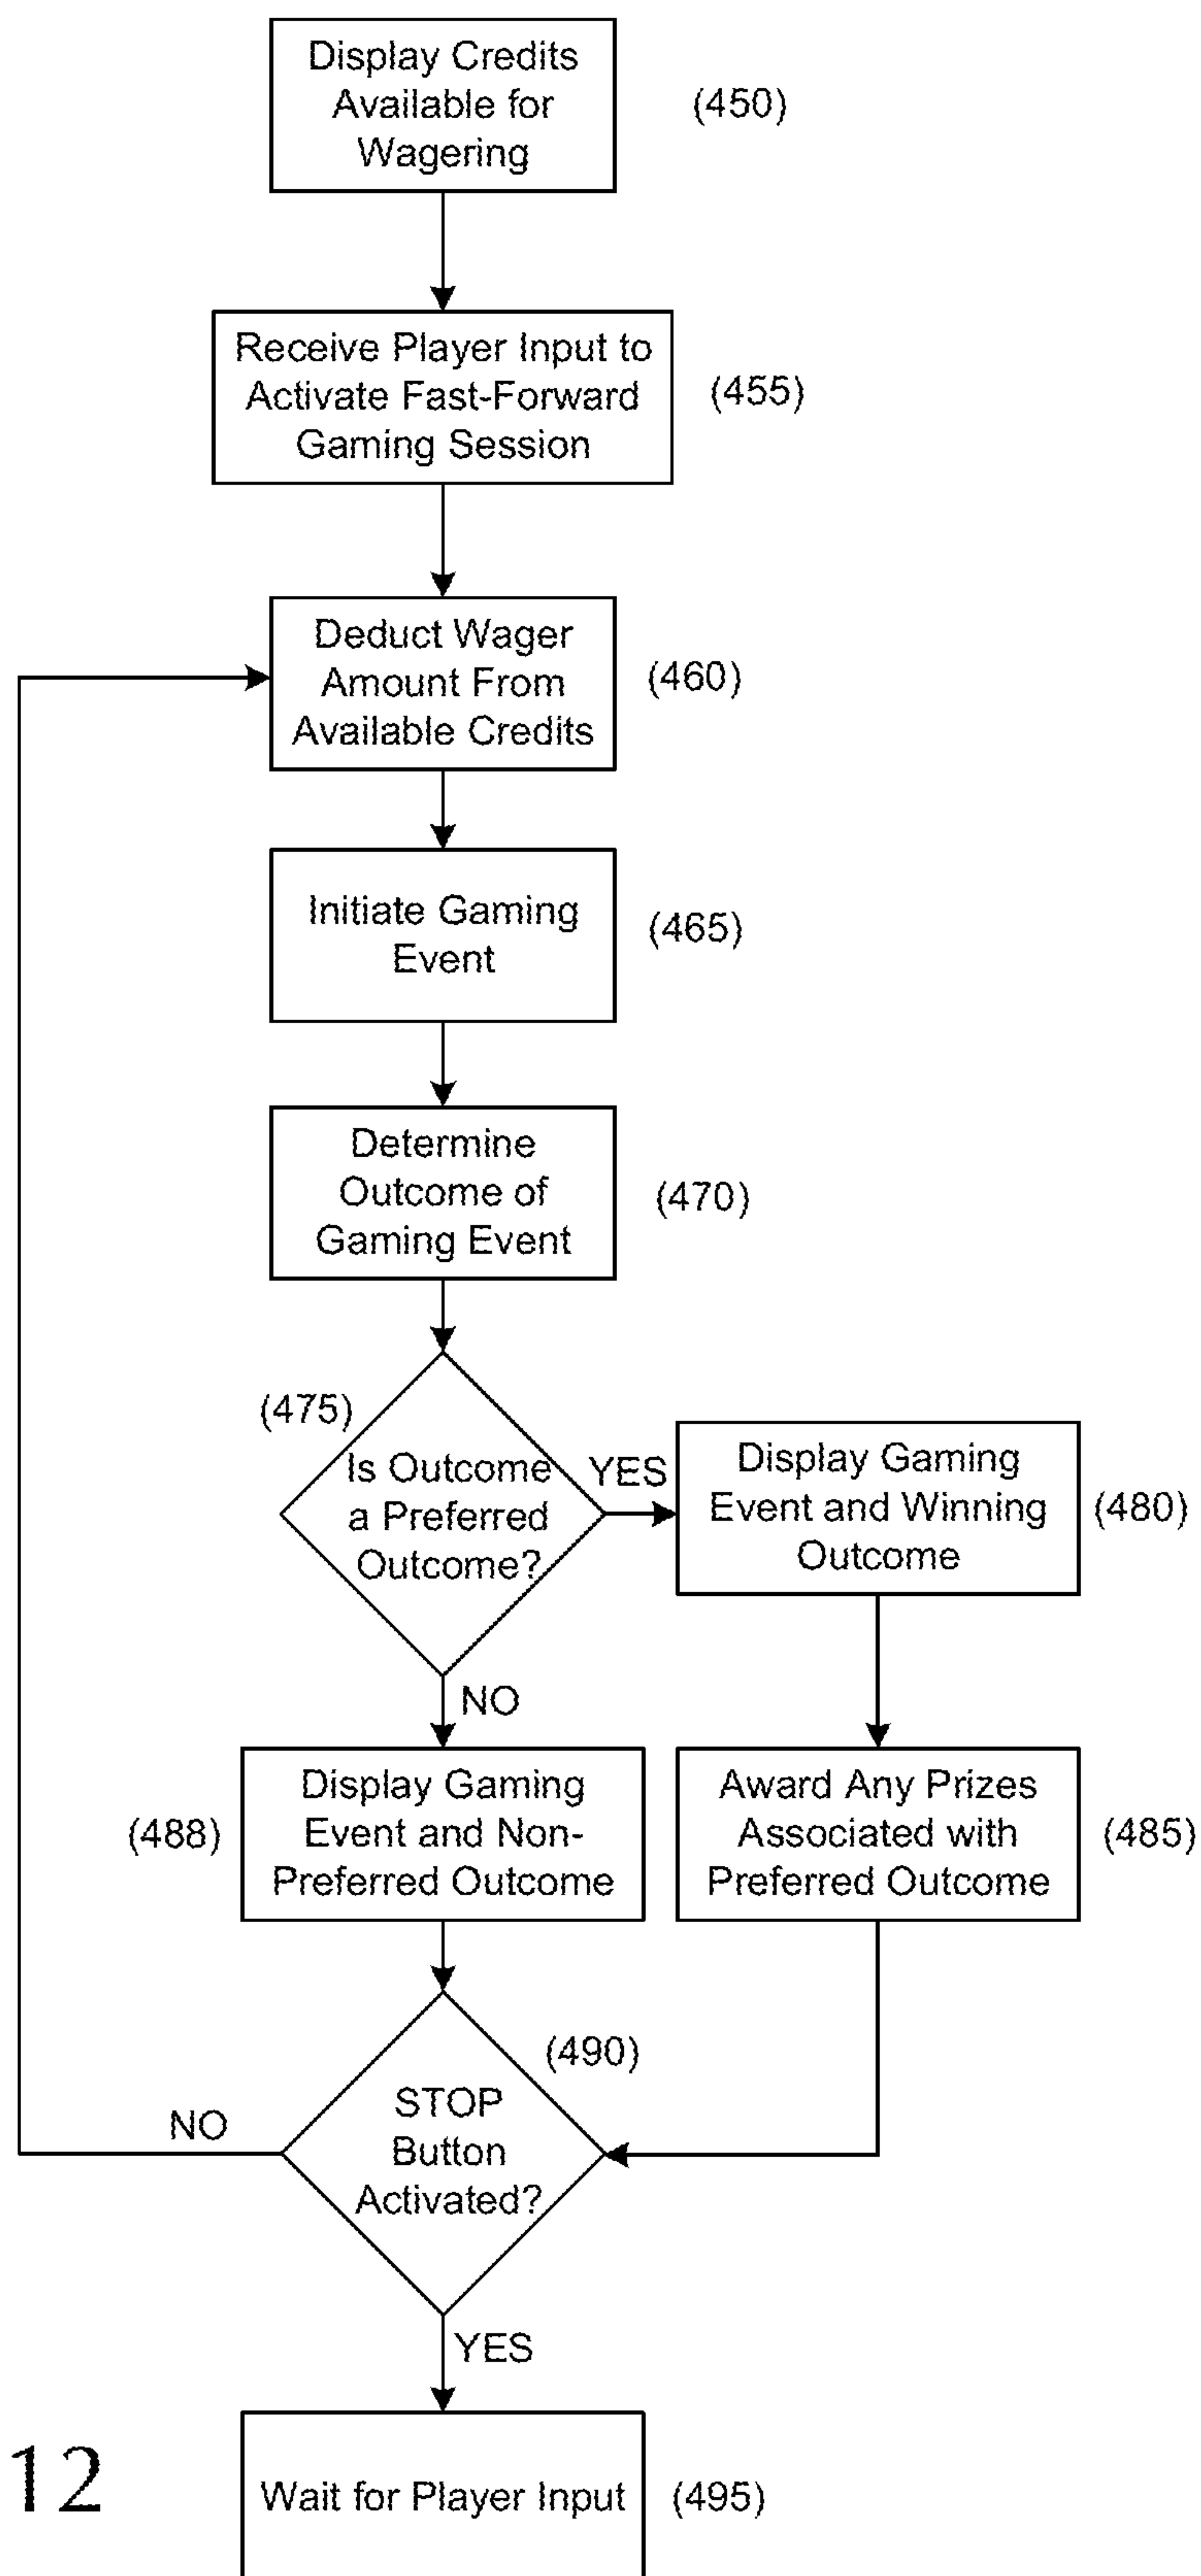 Display Credits
Available for
Wagering
(450)
Receive Player Input to
Activate Fast-Forward
Gaming Session
(455)
Deduct Wager
Amount From
Available Credits
(460)
Initiate Gaming
Event
(465)
Determine
Outcome of
Gaming Event
(470)
(475)
Is Outcome
a Preferred
Outcome?
YES
Display Gaming
Event and Winning
Outcome
(480)
NO
Display Gaming
Event and Non-
Preferred Outcome
(488)
Award Any Prizes
Associated with
Preferred Outcome
(485)
(490)
STOP
Button
Activated?
NO
YES
12
Wait for Player Input
(495)